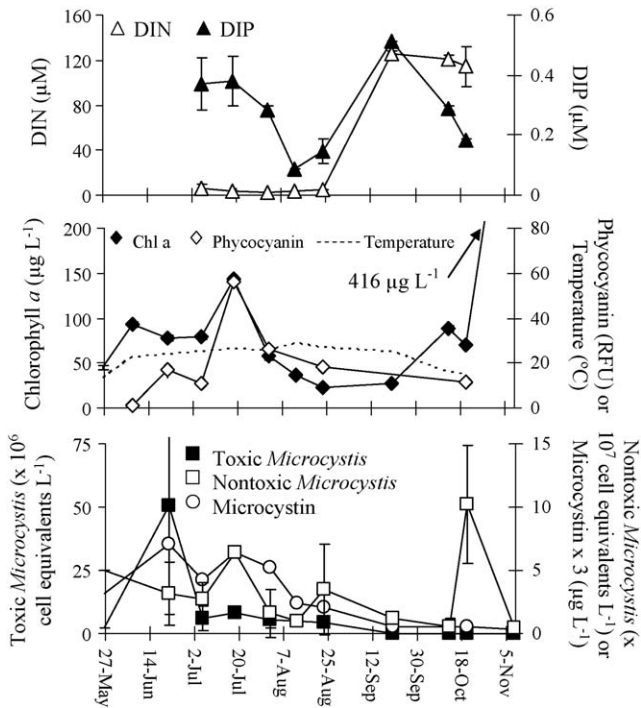 DIN DIP
DIN (µM)
160
120
80
40
0
0.6
0.4
0.2
0
DIP
(µM)
Chl a Phycocyanin Temperature
416 µg L-1
Chlorophyll a (µg L-1)
200
150
100
50
0
80
60
40
20
0
Phycocyanin (RFU) or
Temperature (°C)
Toxic Microcystis
Nontoxic Microcystis
Microcystin
Toxic Microcystis (x 10⁶
cell equivalents L-1)
75
50
25
0
15
10
5
0
Nontoxic Microcystis (x
10⁷ cell equivalents L-1) or
Microcystin x 3 (µg L-1)
27-May
14-Jun
2-Jul
20-Jul
7-Aug
25-Aug
12-Sep
30-Sep
18-Oct
5-Nov